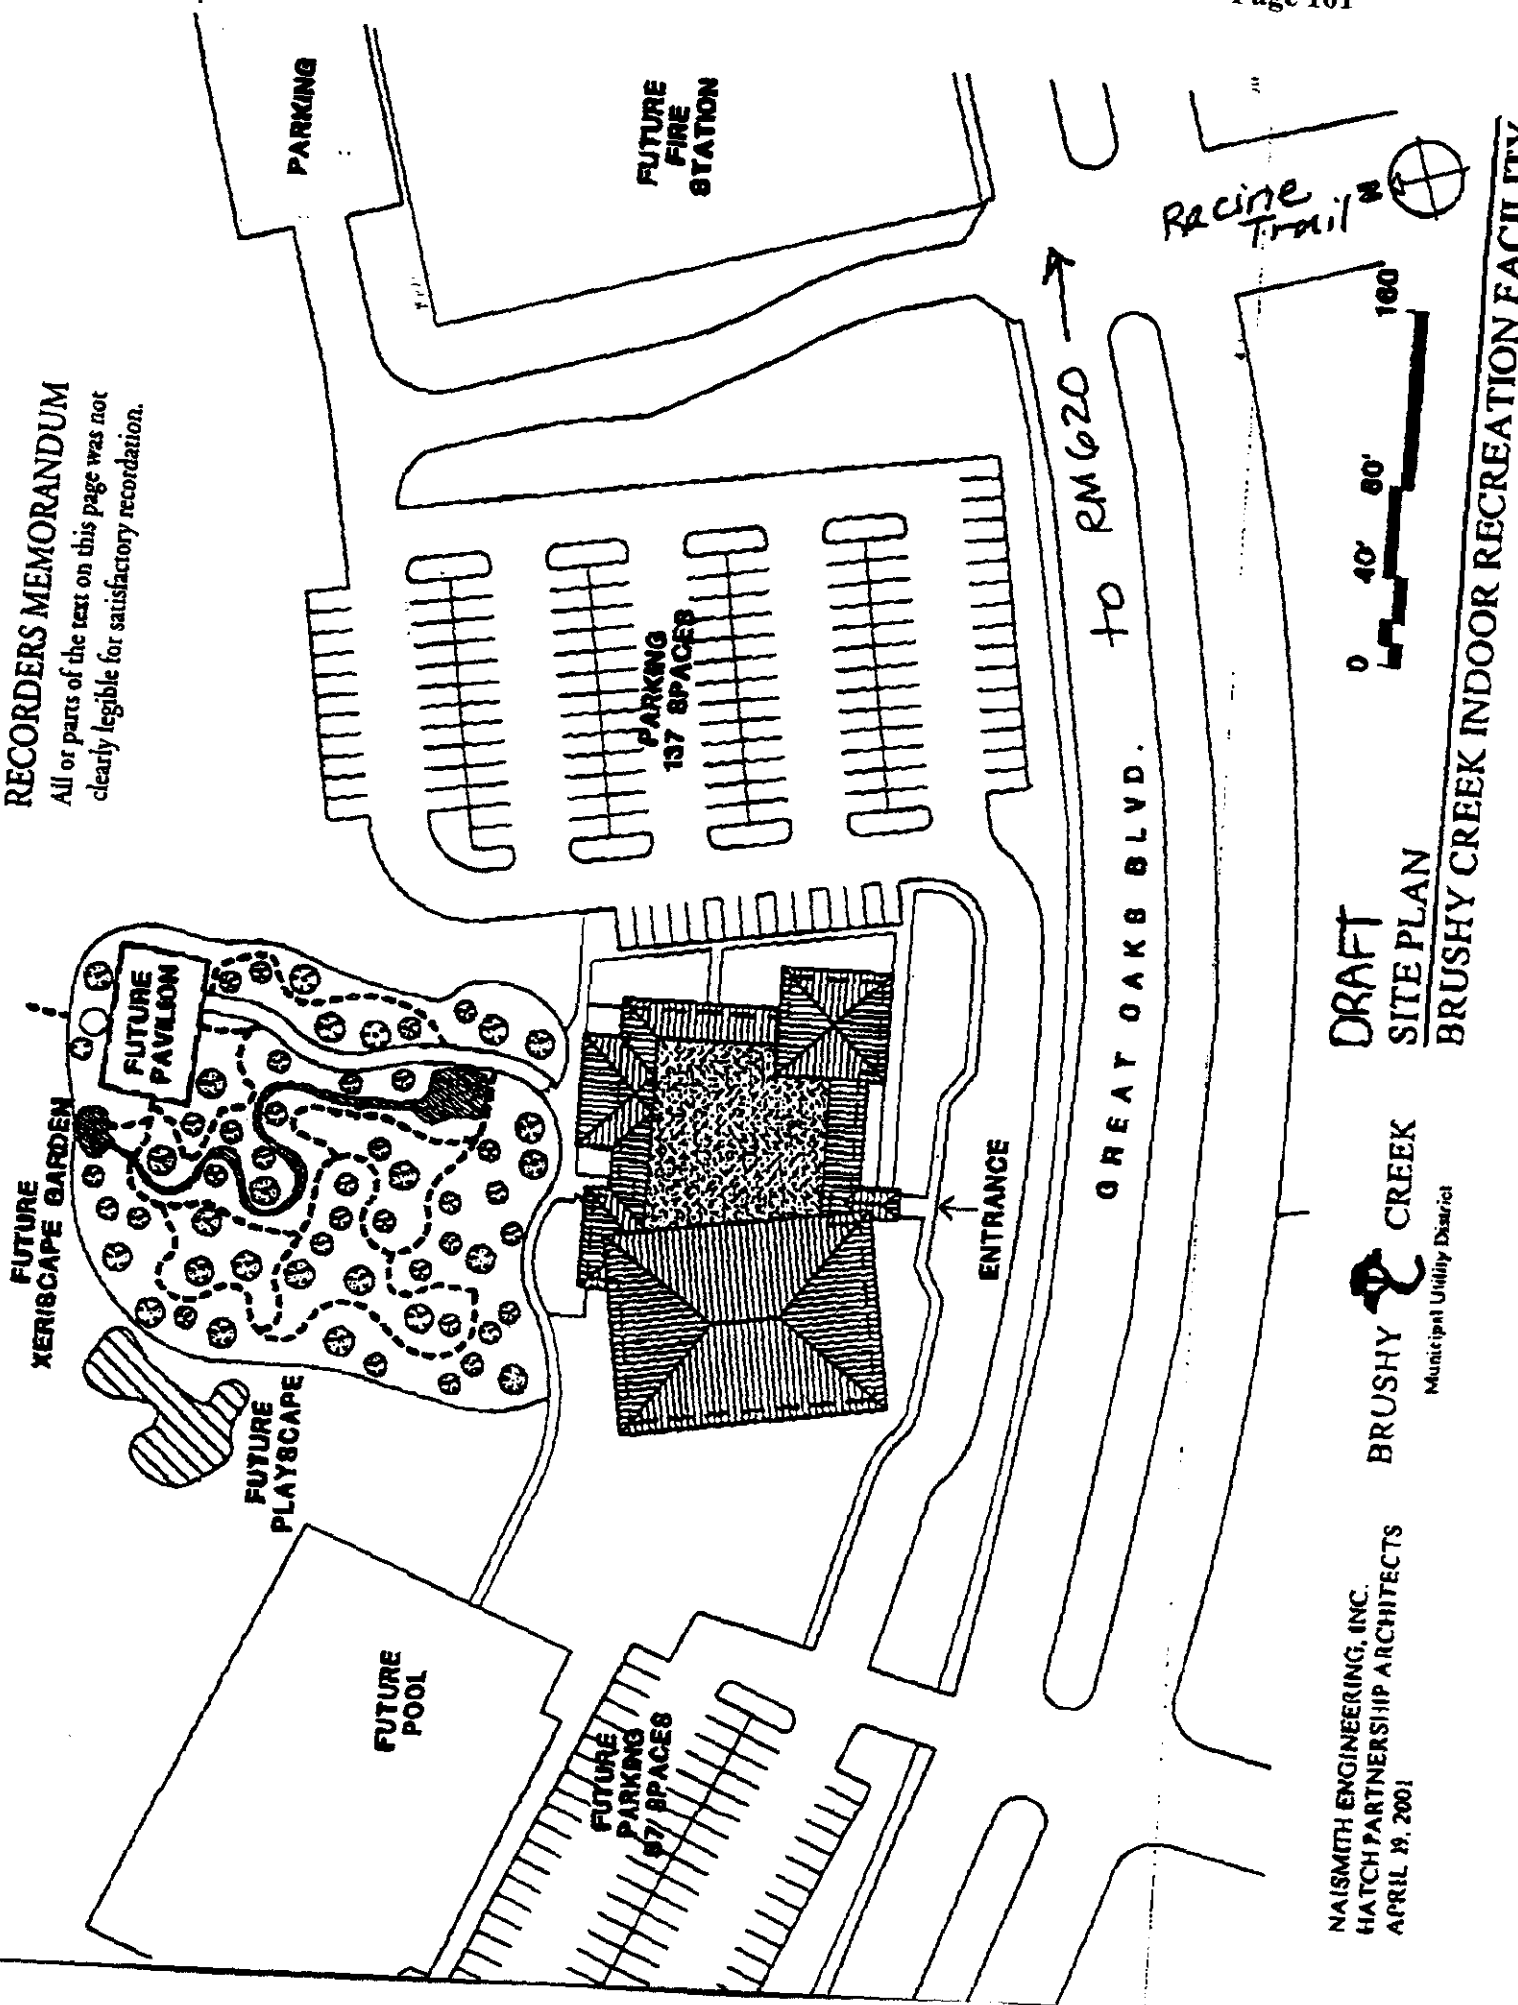 Page 161
RECORDERS MEMORANDUM
All or parts of the text on this page was not
clearly legible for satisfactory recordation.
FUTURE
XERISCAPE GARDEN
FUTURE
PAVILION
FUTURE
PLAYSCAPE
FUTURE
POOL
FUTURE
PARKING
SPACES
PARKING
137 SPACES
PARKING
FUTURE
FIRE
STATION
ENTRANCE
GREAT OAKS BLVD.
to RM620
Racine
Trail
N
0 40' 80' 160
DRAFT
SITE PLAN
BRUSHY CREEK INDOOR RECREATION FACILITY
BRUSHY CREEK
Municipal Utility District
NAISMITH ENGINEERING, INC.
HATCH PARTNERSHIP ARCHITECTS
APRIL 19, 2001